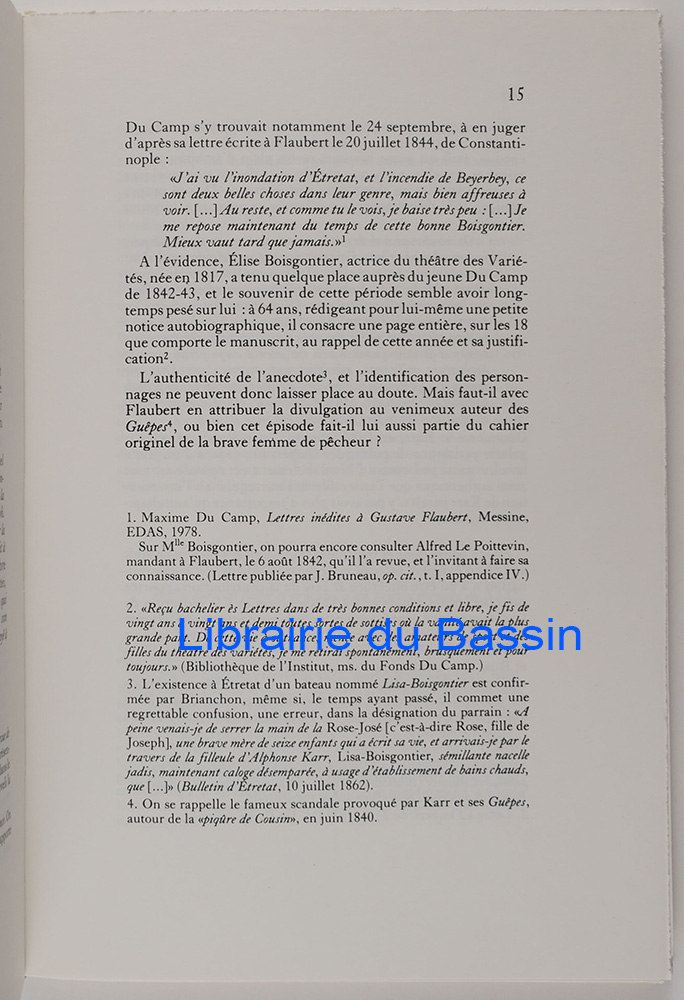 15
Du Camp s'y trouvait notamment le 24 septembre, à en juger
d'après sa lettre écrite à Flaubert le 20 juillet 1844, de Constanti-
nople :
«J'ai vu l'inondation d'Étretat, et l'incendie de Beyerbey, ce
sont deux belles choses dans leur genre, mais bien affreuses à
voir. [...] Au reste, et comme tu le vois, je baise très peu : [...] Je
me repose maintenant du temps de cette bonne Boisgontier.
Mieux vaut tard que jamais.»1
A l'évidence, Élise Boisgontier, actrice du théâtre des Varié-
tés, née en 1817, a tenu quelque place auprès du jeune Du Camp
de 1842-43, et le souvenir de cette période semble avoir long-
temps pesé sur lui : à 64 ans, rédigeant pour lui-même une petite
notice autobiographique, il consacre une page entière, sur les 18
que comporte le manuscrit, au rappel de cette année et sa justifi-
cation2.
L'authenticité de l'anecdote3, et l'identification des person-
nages ne peuvent donc laisser place au doute. Mais faut-il avec
Flaubert en attribuer la divulgation au venimeux auteur des
Guêpes4, ou bien cet épisode fait-il lui aussi partie du cahier
originel de la brave femme de pêcheur ?
1. Maxime Du Camp, Lettres inédites à Gustave Flaubert, Messine,
EDAS, 1978.
Sur Mlle Boisgontier, on pourra encore consulter Alfred Le Poittevin,
mandant à Flaubert, le 6 août 1842, qu'il l'a revue, et l'invitant à faire sa
connaissance. (Lettre publiée par J. Bruneau, op. cit., t. I, appendice IV.)
2. «Reçu bachelier ès Lettres dans de très bonnes conditions et libre, je fis de
vingt ans à vingt ans et demi toutes sortes de sottises où la vanité avait la plus
grande part. De cette vie avec des
Librairie du Bassin
filles du théâtre des variétés, je me retirai spontanément, brusquement et pour
toujours.» (Bibliothèque de l'Institut, ms. du Fonds Du Camp.)
3. L'existence à Étretat d'un bateau nommé Lisa-Boisgontier est confir-
mée par Brianchon, même si, le temps ayant passé, il commet une
regrettable confusion, une erreur, dans la désignation du parrain : «A
peine venais-je de serrer la main de la Rose-José [c'est-à-dire Rose, fille de
Joseph], une brave mère de seize enfants qui a écrit sa vie, et arrivais-je par le
travers de la filleule d'Alphonse Karr, Lisa-Boisgontier, sémillante nacelle
jadis, maintenant caloge désemparée, à usage d'établissement de bains chauds,
que [...]» (Bulletin d'Étretat, 10 juillet 1862).
4. On se rappelle le fameux scandale provoqué par Karr et ses Guêpes,
autour de la «piqûre de Cousin», en juin 1840.